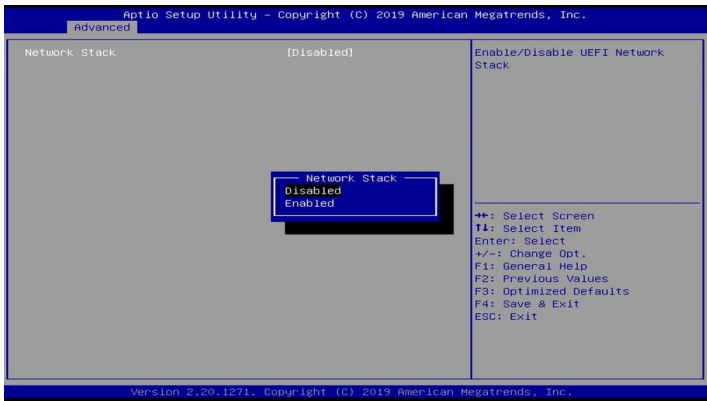 Aptio Setup Utility – Copyright (C) 2019 American Megatrends, Inc.
Advanced
Network Stack [Disabled]
Enable/Disable UEFI Network
Stack
Network Stack
Disabled
Enabled
→←: Select Screen
↑↓: Select Item
Enter: Select
+/-: Change Opt.
F1: General Help
F2: Previous Values
F3: Optimized Defaults
F4: Save & Exit
ESC: Exit
Version 2.20.1271. Copyright (C) 2019 American Megatrends, Inc.